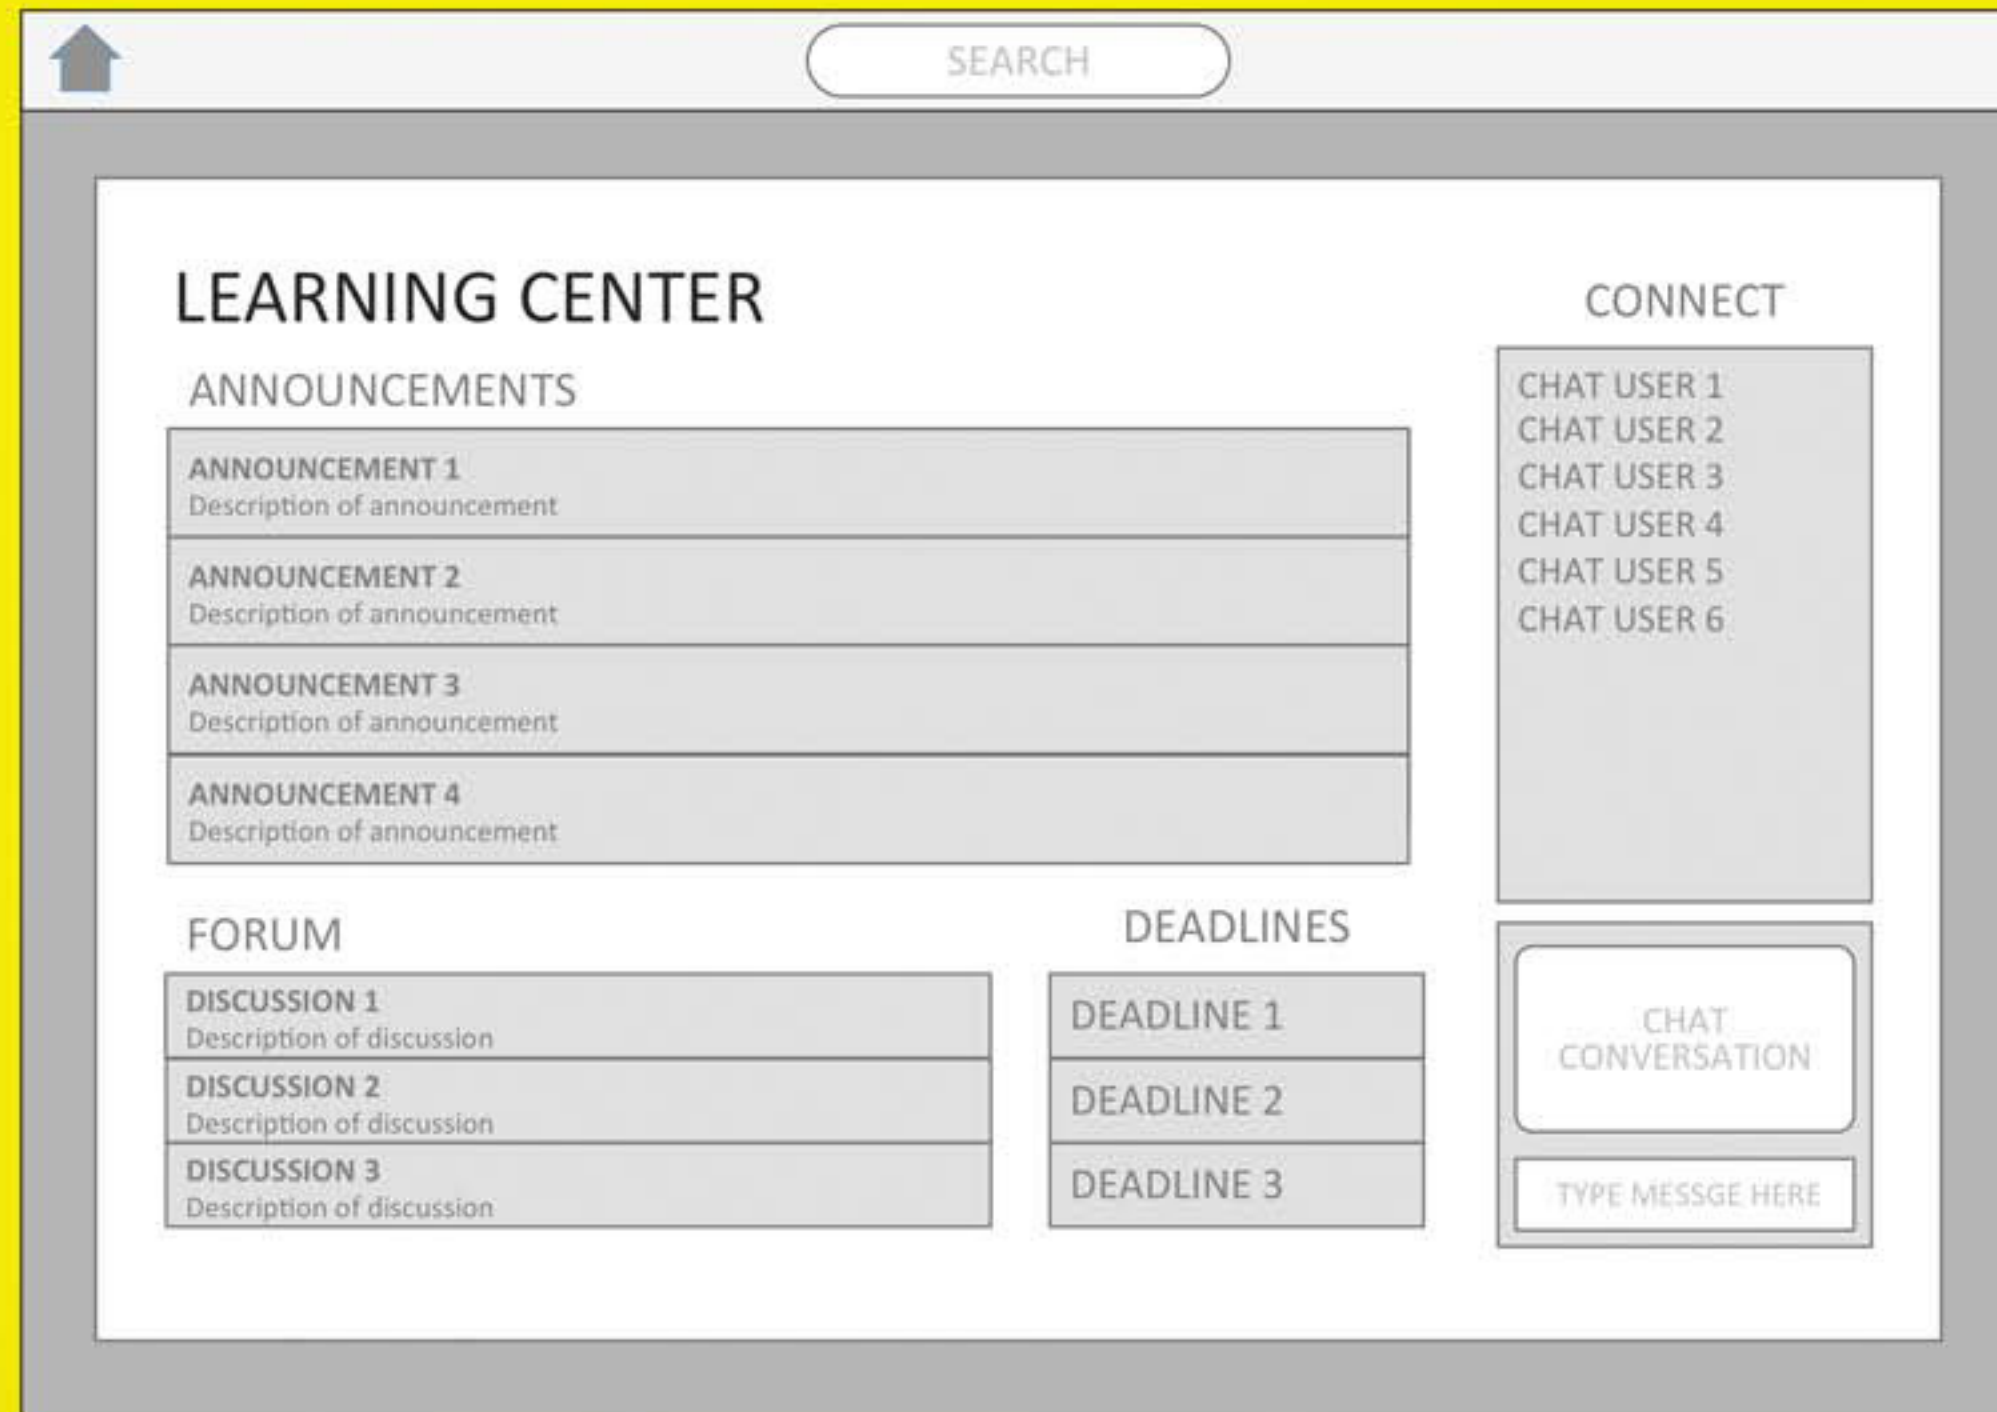 SEARCH
LEARNING CENTER
ANNOUNCEMENTS
ANNOUNCEMENT 1
Description of announcement
ANNOUNCEMENT 2
Description of announcement
ANNOUNCEMENT 3
Description of announcement
ANNOUNCEMENT 4
Description of announcement
FORUM
DISCUSSION 1
Description of discussion
DISCUSSION 2
Description of discussion
DISCUSSION 3
Description of discussion
DEADLINES
DEADLINE 1
DEADLINE 2
DEADLINE 3
CONNECT
CHAT USER 1
CHAT USER 2
CHAT USER 3
CHAT USER 4
CHAT USER 5
CHAT USER 6
CHAT
CONVERSATION
TYPE MESSGE HERE